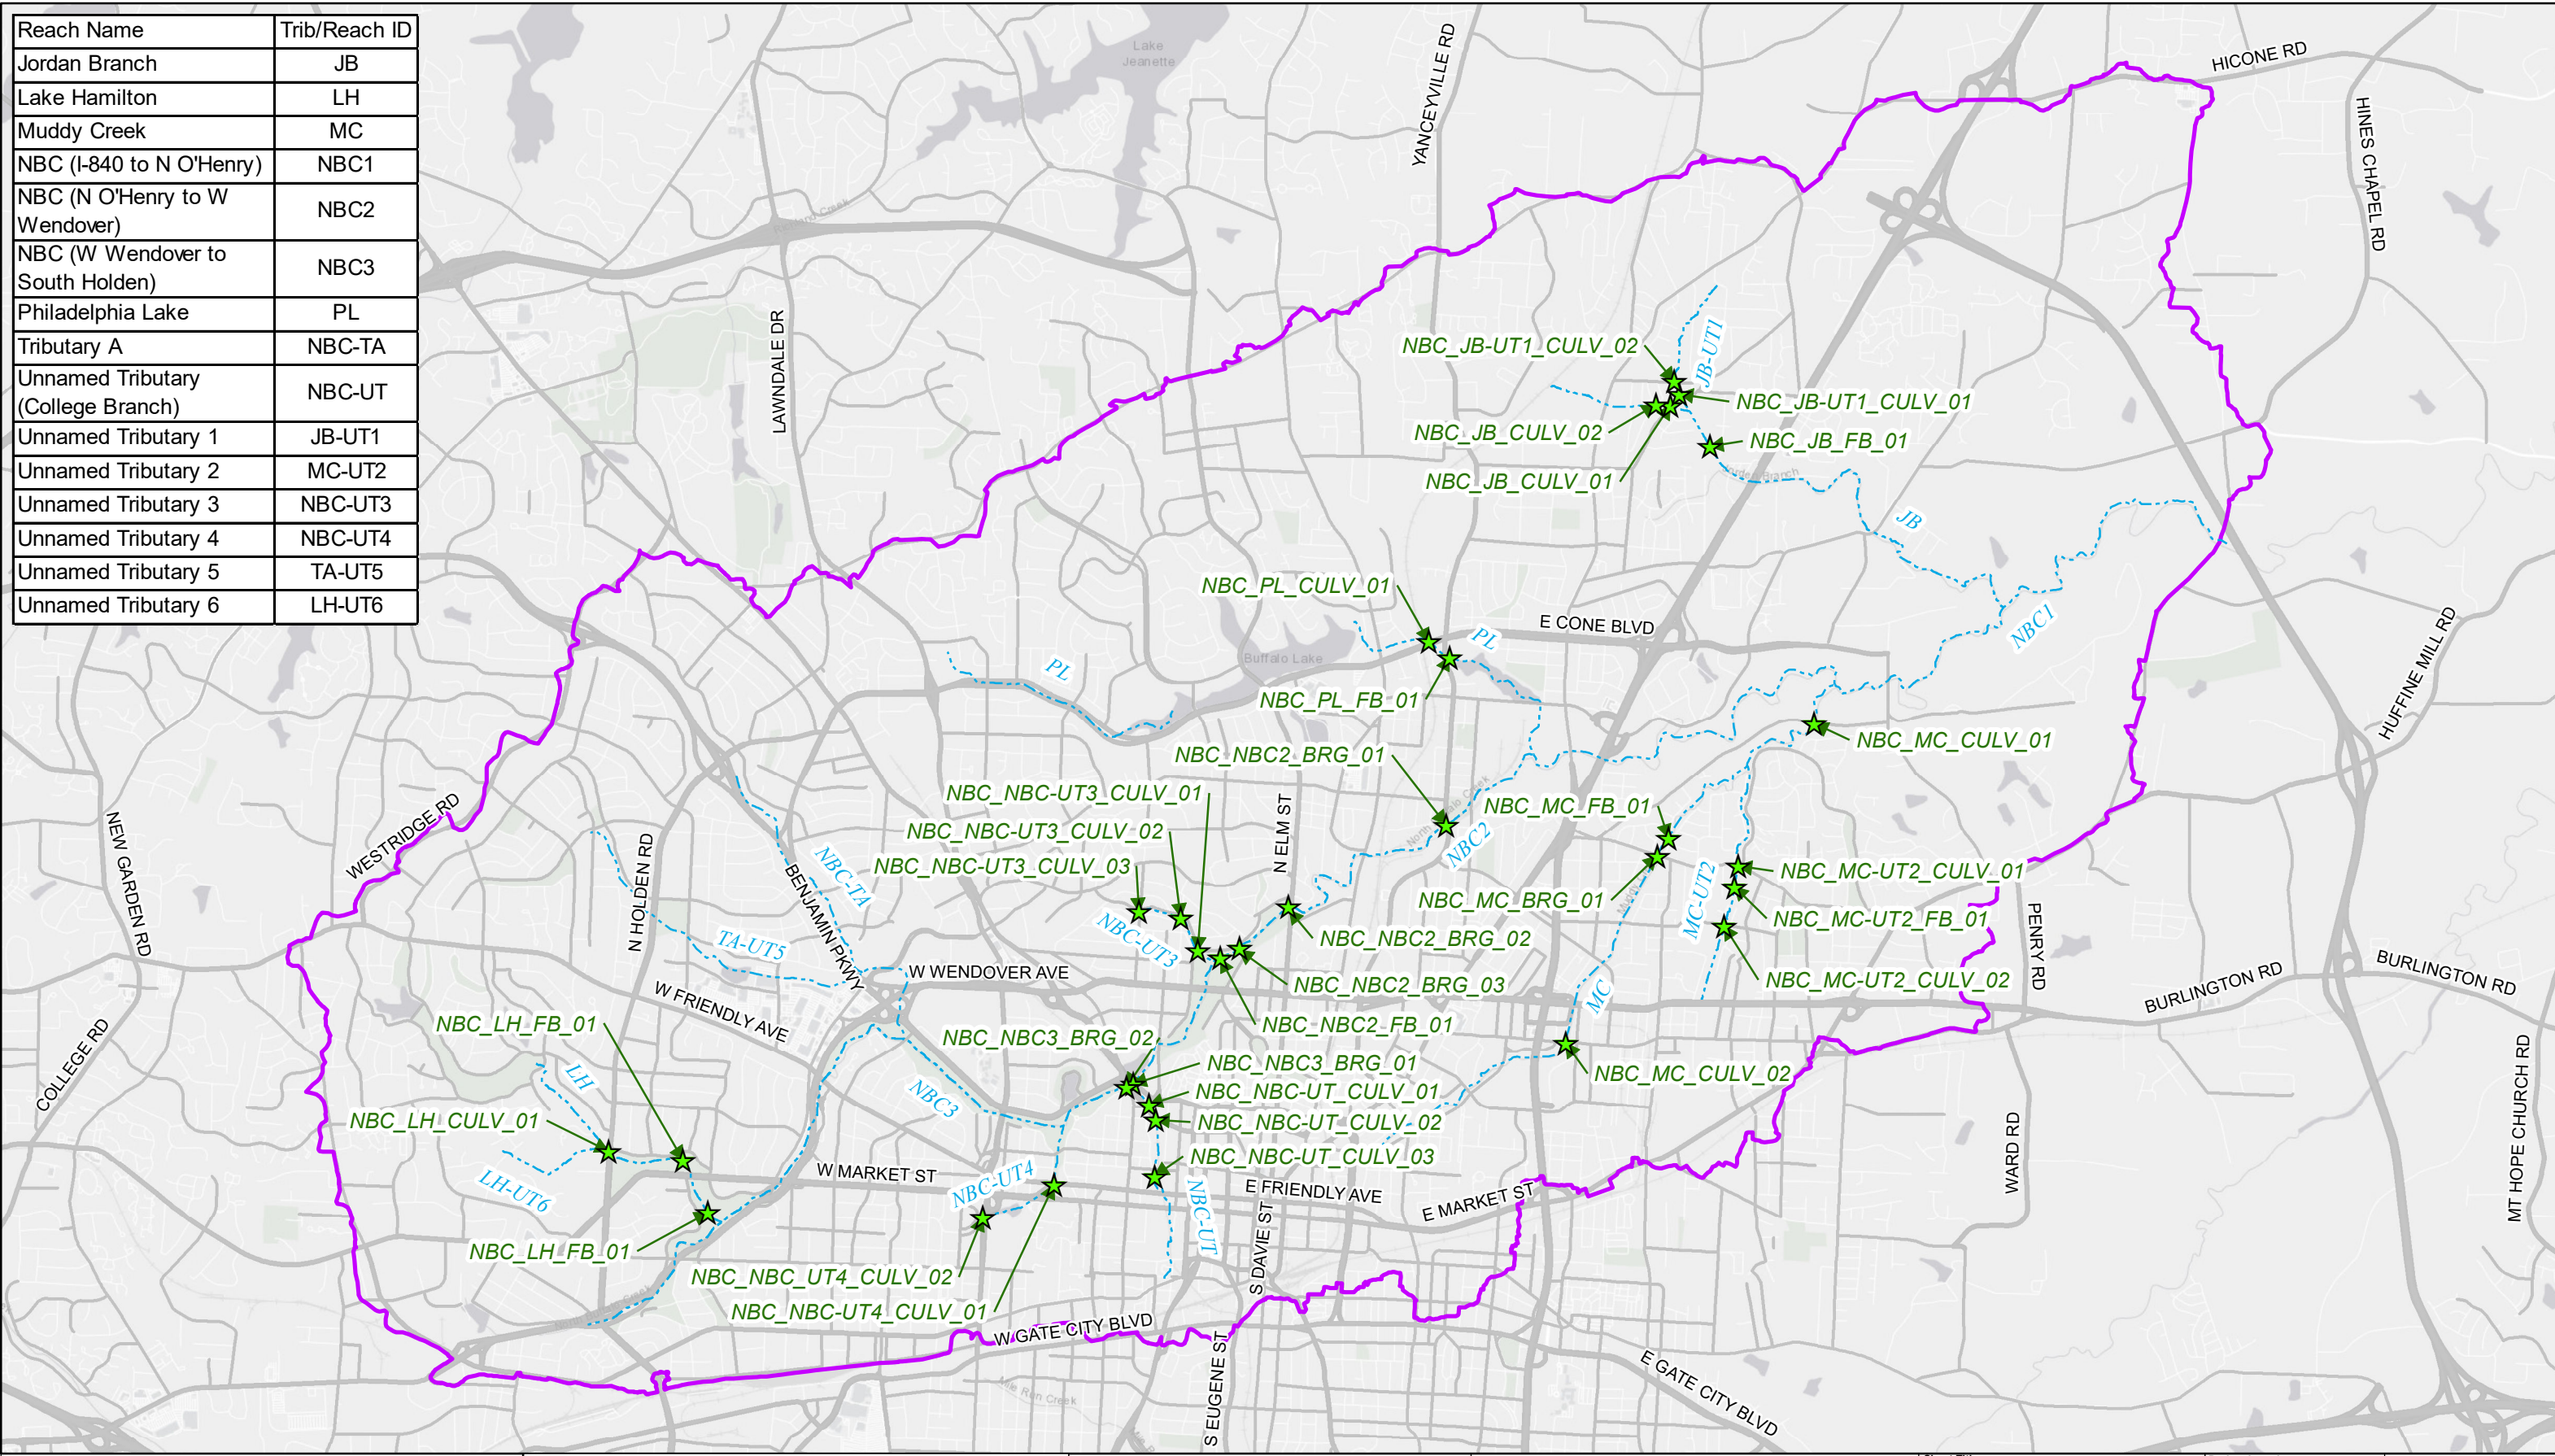 Reach Name Trib/Reach ID
Jordan Branch JB
Lake Hamilton LH
Muddy Creek MC
NBC (I-840 to N O'Henry) NBC1
NBC (N O'Henry to W
Wendover) NBC2
NBC (W Wendover to
South Holden) NBC3
Philadelphia Lake PL
Tributary A NBC-TA
Unnamed Tributary
(College Branch) NBC-UT
Unnamed Tributary 1 JB-UT1
Unnamed Tributary 2 MC-UT2
Unnamed Tributary 3 NBC-UT3
Unnamed Tributary 4 NBC-UT4
Unnamed Tributary 5 TA-UT5
Unnamed Tributary 6 LH-UT6
Lake
Jeanette
YANCEYVILLE RD
HICONE RD
HINES CHAPEL RD
Richland Creek
LAWNDALE DR
NBC_JB-UT1_CULV_02
JB-UT1
NBC_JB-UT1_CULV_01
NBC_JB_CULV_02
NBC_JB_FB_01
NBC_JB_CULV_01
Jordan Branch
JB
NBC_PL_CULV_01
E CONE BLVD
PL
NBC1
Buffalo Lake
PL
NBC_PL_FB_01
HUFFINE MILL RD
NBC_MC_CULV_01
NBC_NBC2_BRG_01
NBC_NBC-UT3_CULV_01
NBC_MC_FB_01
NBC_NBC-UT3_CULV_02
N ELM ST
North Buffalo Creek
NBC2
WESTRIDGE RD
NEW GARDEN RD
N HOLDEN RD
BENJAMIN PKWY
NBC-TA
NBC_NBC-UT3_CULV_03
NBC_MC-UT2_CULV_01
MC-UT2
NBC_MC_BRG_01
NBC_MC-UT2_FB_01
PENRY RD
NBC-UT3
NBC_NBC2_BRG_02
TA-UT5
W WENDOVER AVE
NBC_MC-UT2_CULV_02
BURLINGTON RD
BURLINGTON RD
NBC_NBC2_BRG_03
MC
W FRIENDLY AVE
NBC_LH_FB_01
NBC_NBC2_FB_01
NBC_NBC3_BRG_02
COLLEGE RD
NBC_NBC3_BRG_01
LH
NBC3
NBC_MC_CULV_02
NBC_NBC-UT_CULV_01
NBC_LH_CULV_01
NBC_NBC-UT_CULV_02
MT HOPE CHURCH RD
WARD RD
NBC_NBC-UT_CULV_03
W MARKET ST
NBC-UT4
LH-UT6
E FRIENDLY AVE
E MARKET ST
NBC-UT
NBC_LH_FB_01
S DAVIE ST
NBC_NBC_UT4_CULV_02
NBC_NBC-UT4_CULV_01
W GATE CITY BLVD
S EUGENE ST
E GATE CITY BLVD
Mile Run Creek